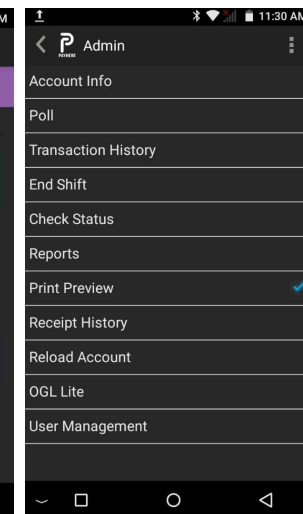 M
11:30 AM
PAYMERE Admin
Account Info
Poll
Transaction History
End Shift
Check Status
Reports
Print Preview
Receipt History
Reload Account
OGL Lite
User Management